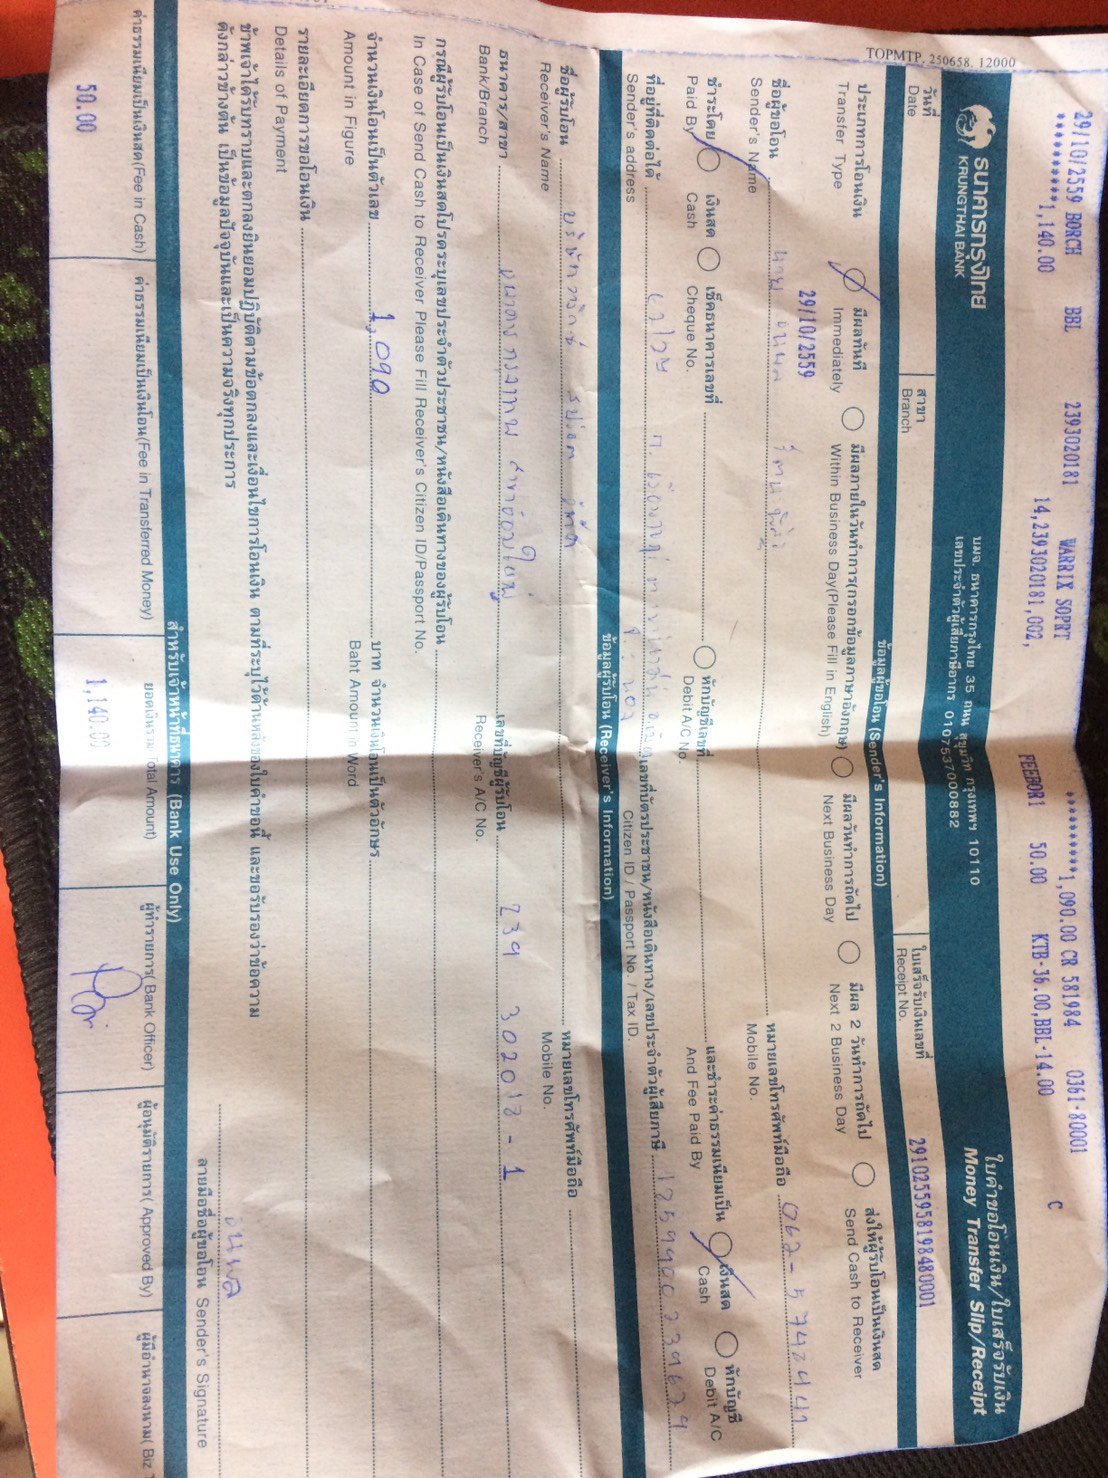 TOPMTP, 250658, 12000
29/10/2559 BORCH BBL 2393020181 WARRIX SOPRT **********1,090.00 CR 581984 0361-80001
**********1,140.00 14,2393020181,002, FEEBOR1 50.00 KTB-36.00,BBL-14.00 C
ธนาคารกรุงไทย
KRUNGTHAI BANK
บมจ. ธนาคารกรุงไทย 35 ถนน สุขุมวิท กรุงเทพฯ 10110
เลขประจำตัวผู้เสียภาษีอากร 0107537000882
ใบคำขอโอนเงิน/ใบเสร็จรับเงิน
Money Transfer Slip/Receipt
วันที่ สาขา ใบเสร็จรับเงินเลขที่
Date Branch Receipt No. 2910255958198480001
ข้อมูลผู้ขอโอน (Sender's Information)
ประเภทการโอนเงิน มีผลทันที มีผลภายในวันทำการ(กรอกข้อมูลภาษาอังกฤษ) มีผลวันทำการถัดไป มีผล 2 วันทำการถัดไป ส่งให้ผู้รับโอนเป็นเงินสด
Transfer Type Immediately Within Business Day(Please Fill in English) Next Business Day Next 2 Business Day Send Cash to Receiver
29/10/2559
ชื่อผู้ขอโอน นาย หมายเลขโทรศัพท์มือถือ
Sender's Name Mobile No.
ชำระโดย เงินสด เช็คธนาคารเลขที่ หักบัญชีเลขที่ และชำระค่าธรรมเนียมเป็น เงินสด หักบัญชี
Paid By Cash Cheque No. Debit A/C No. And Fee Paid By Cash Debit A/C
ที่อยู่ที่ติดต่อได้ เลขที่บัตรประชาชน/หนังสือเดินทาง/เลขประจำตัวผู้เสียภาษี
Sender's address Citizen ID / Passport No. / Tax ID.
ข้อมูลผู้รับโอน (Receiver's Information)
ชื่อผู้รับโอน บริษัท วอริกซ์ สปอร์ต จำกัด หมายเลขโทรศัพท์มือถือ
Receiver's Name Mobile No.
ธนาคาร/สาขา ธนาคารกรุงเทพ สาขาอ้อมใหญ่ เลขที่บัญชีผู้รับโอน 239 302018-1
Bank/Branch Receiver's A/C No.
กรณีผู้รับโอนเป็นเงินสดโปรดระบุเลขประจำตัวประชาชน/หนังสือเดินทางของผู้รับโอน
In Case of Send Cash to Receiver Please Fill Receiver's Citizen ID/Passport No.
จำนวนเงินโอนเป็นตัวเลข 1,090 บาท จำนวนเงินโอนเป็นตัวอักษร
Amount in Figure Baht Amount in Word
รายละเอียดการขอโอนเงิน
Details of Payment
ข้าพเจ้าได้รับทราบและตกลงยินยอมปฏิบัติตามข้อตกลงและเงื่อนไขการโอนเงิน ตามที่ระบุไว้ด้านหลังของใบคำขอนี้ และขอรับรองว่าข้อความ
ดังกล่าวข้างต้น เป็นข้อมูลปัจจุบันและเป็นความจริงทุกประการ
ลายมือชื่อผู้ขอโอน Sender's Signature
สำหรับเจ้าหน้าที่ธนาคาร (Bank Use Only)
ค่าธรรมเนียมเป็นเงินสด(Fee in Cash) ค่าธรรมเนียมเป็นเงินโอน(Fee in Transferred Money) ยอดเงินรวม(Total Amount) ผู้ทำรายการ( Bank Officer) ผู้อนุมัติรายการ( Approved By) ผู้มีอำนาจลงนาม( Biz
50.00 1,140.00